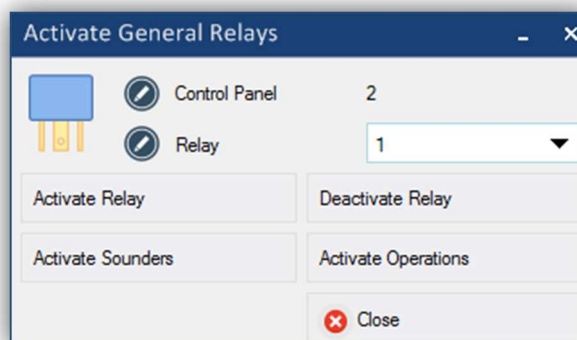 Activate General Relays
Control Panel 2
Relay 1
Activate Relay Deactivate Relay
Activate Sounders Activate Operations
Close